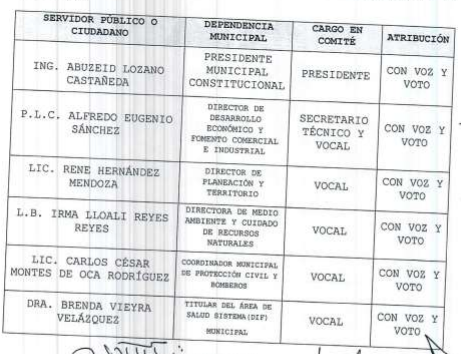 SERVIDOR PÚBLICO O CIUDADANO | DEPENDENCIA MUNICIPAL | CARGO EN COMITÉ | ATRIBUCIÓN
ING. ABUZEID LOZANO CASTAÑEDA | PRESIDENTE MUNICIPAL CONSTITUCIONAL | PRESIDENTE | CON VOZ Y VOTO
P.L.C. ALFREDO EUGENIO SÁNCHEZ | DIRECTOR DE DESARROLLO ECONÓMICO Y FOMENTO COMERCIAL E INDUSTRIAL | SECRETARIO TÉCNICO Y VOCAL | CON VOZ Y VOTO
LIC. RENE HERNÁNDEZ MENDOZA | DIRECTOR DE PLANEACIÓN Y TERRITORIO | VOCAL | CON VOZ Y VOTO
L.B. IRMA LLOALI REYES REYES | DIRECTORA DE MEDIO AMBIENTE Y CUIDADO DE RECURSOS NATURALES | VOCAL | CON VOZ Y VOTO
LIC. CARLOS CÉSAR MONTES DE OCA RODRÍGUEZ | COORDINADOR MUNICIPAL DE PROTECCIÓN CIVIL Y BOMBEROS | VOCAL | CON VOZ Y VOTO
DRA. BRENDA VIEYRA VELÁZQUEZ | TITULAR DEL ÁREA DE SALUD SISTEMA(DIF) MUNICIPAL | VOCAL | CON VOZ Y VOTO